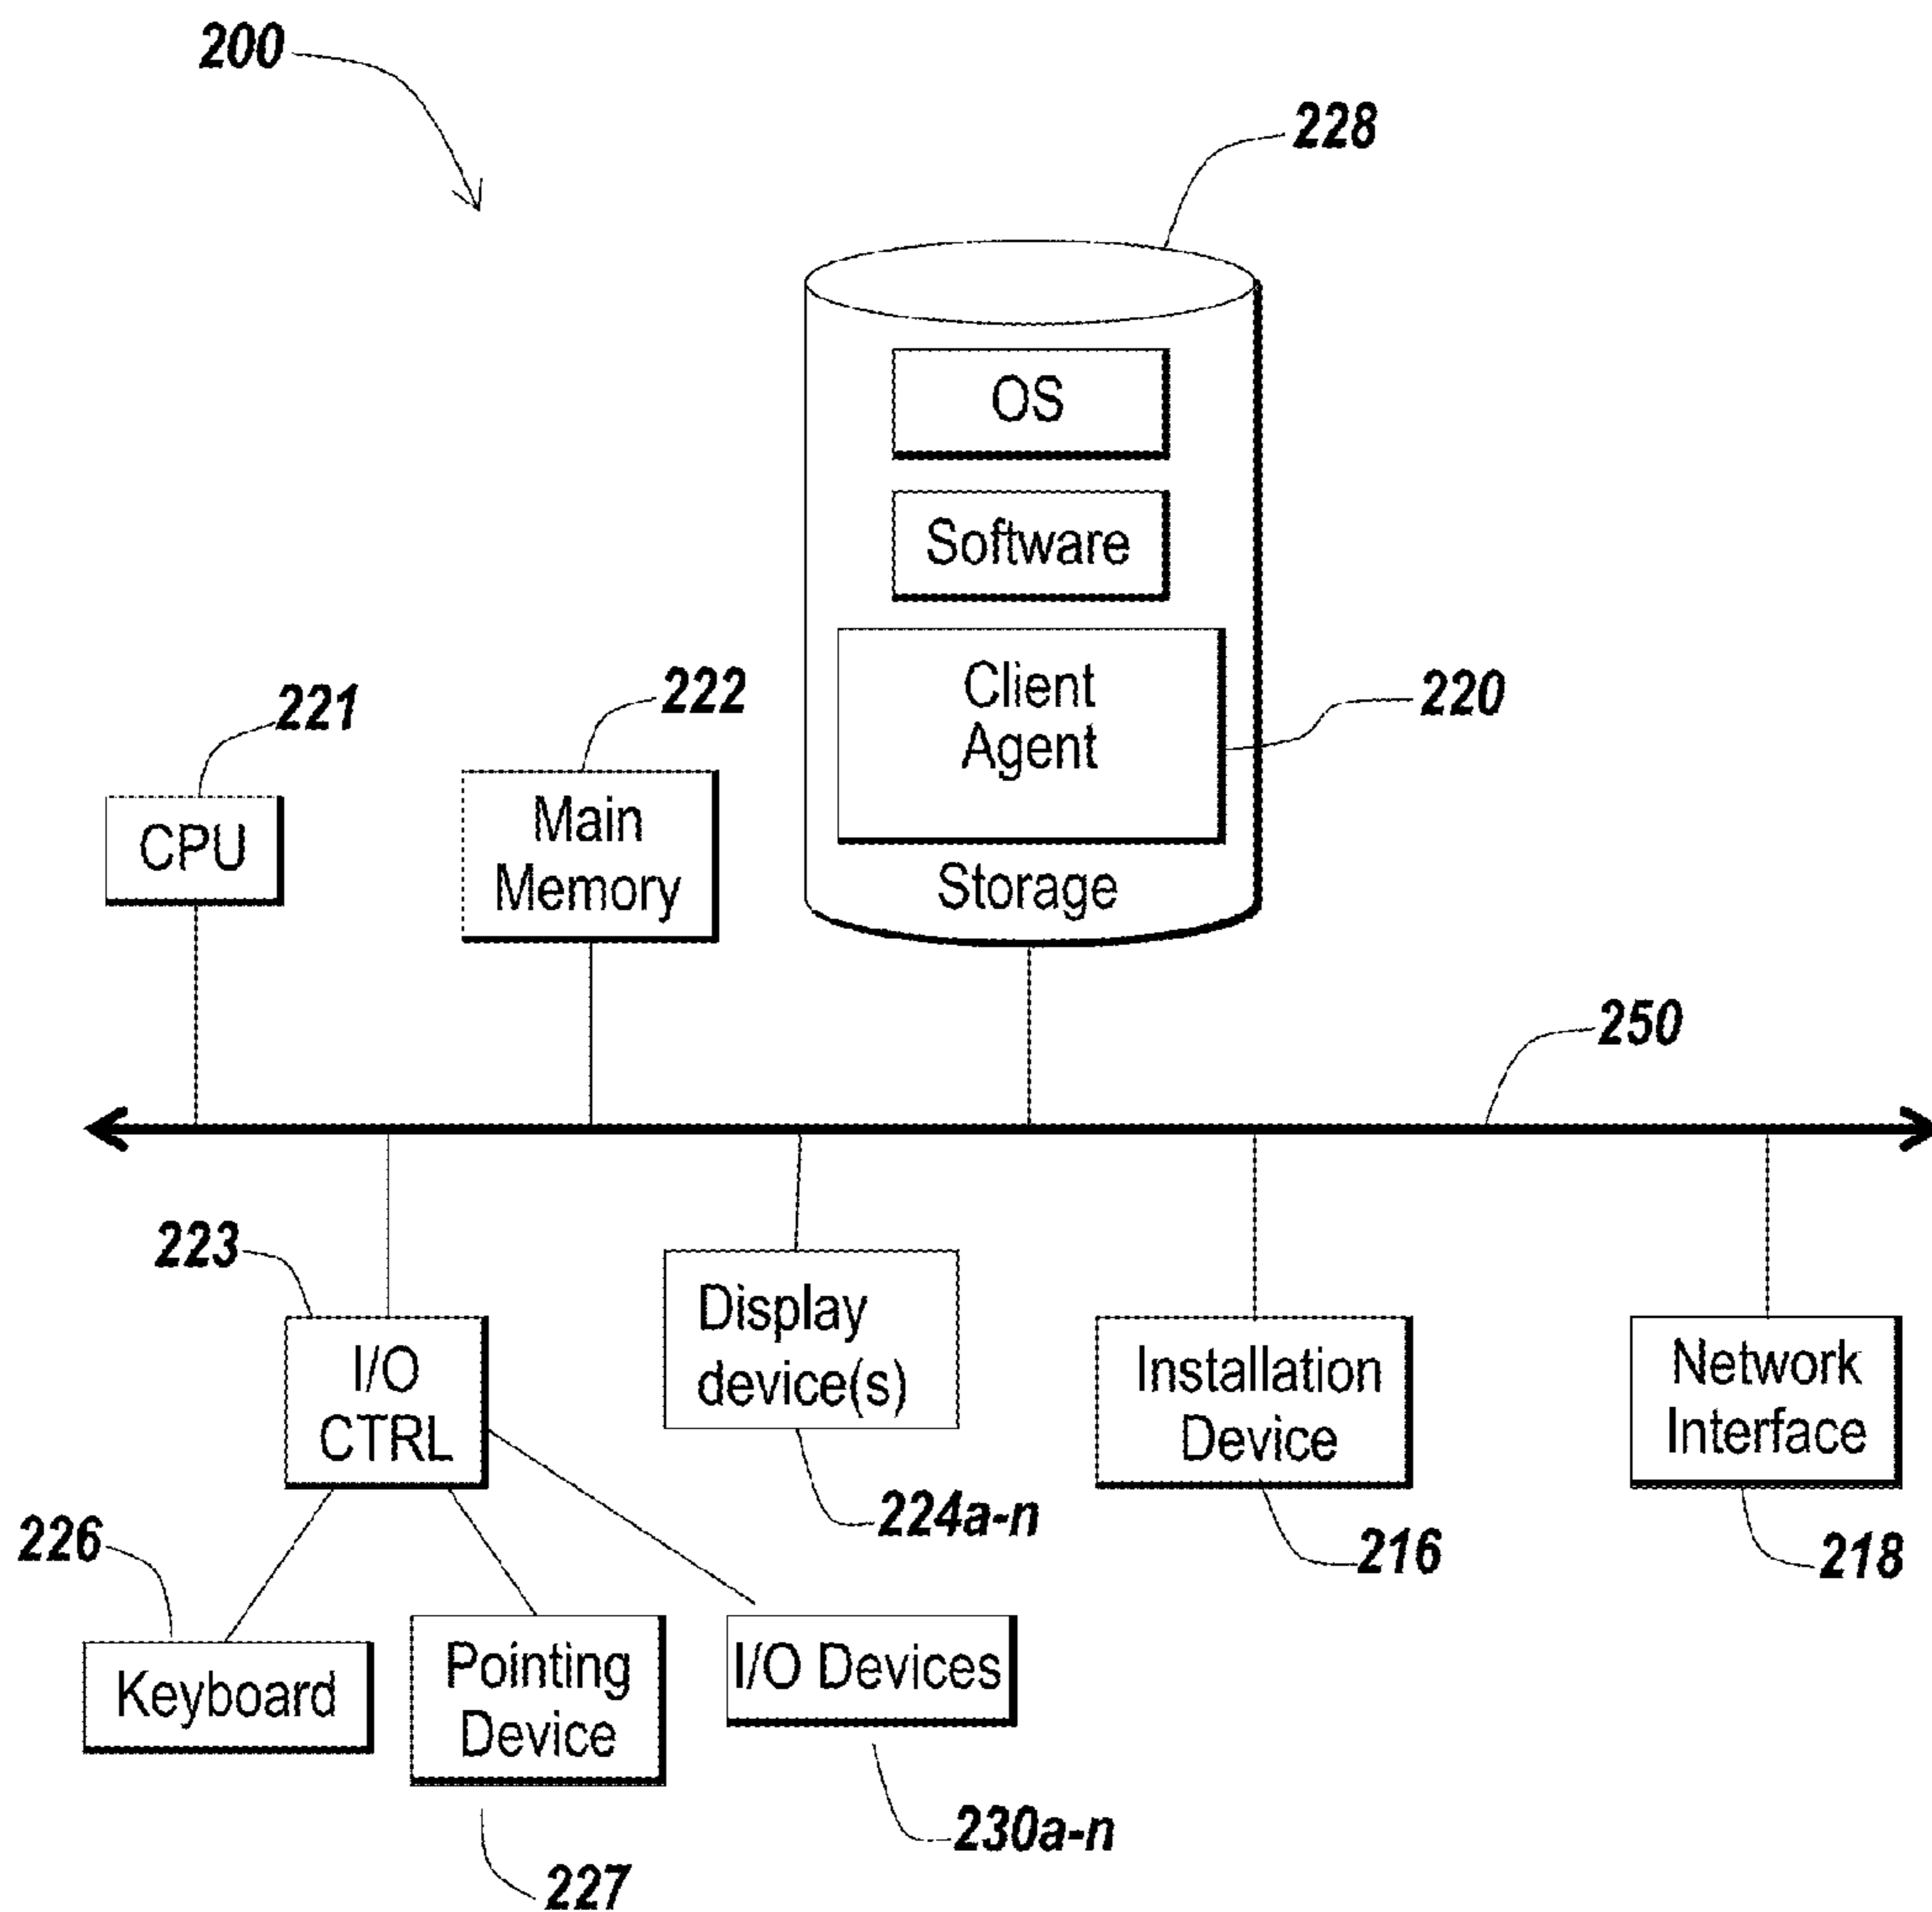 200
228
OS
Software
Client
Agent
220
Storage
221
222
CPU
Main
Memory
250
223
I/O
CTRL
Display
device(s)
Installation
Device
Network
Interface
224a-n
216
218
226
Keyboard
Pointing
Device
I/O Devices
230a-n
227